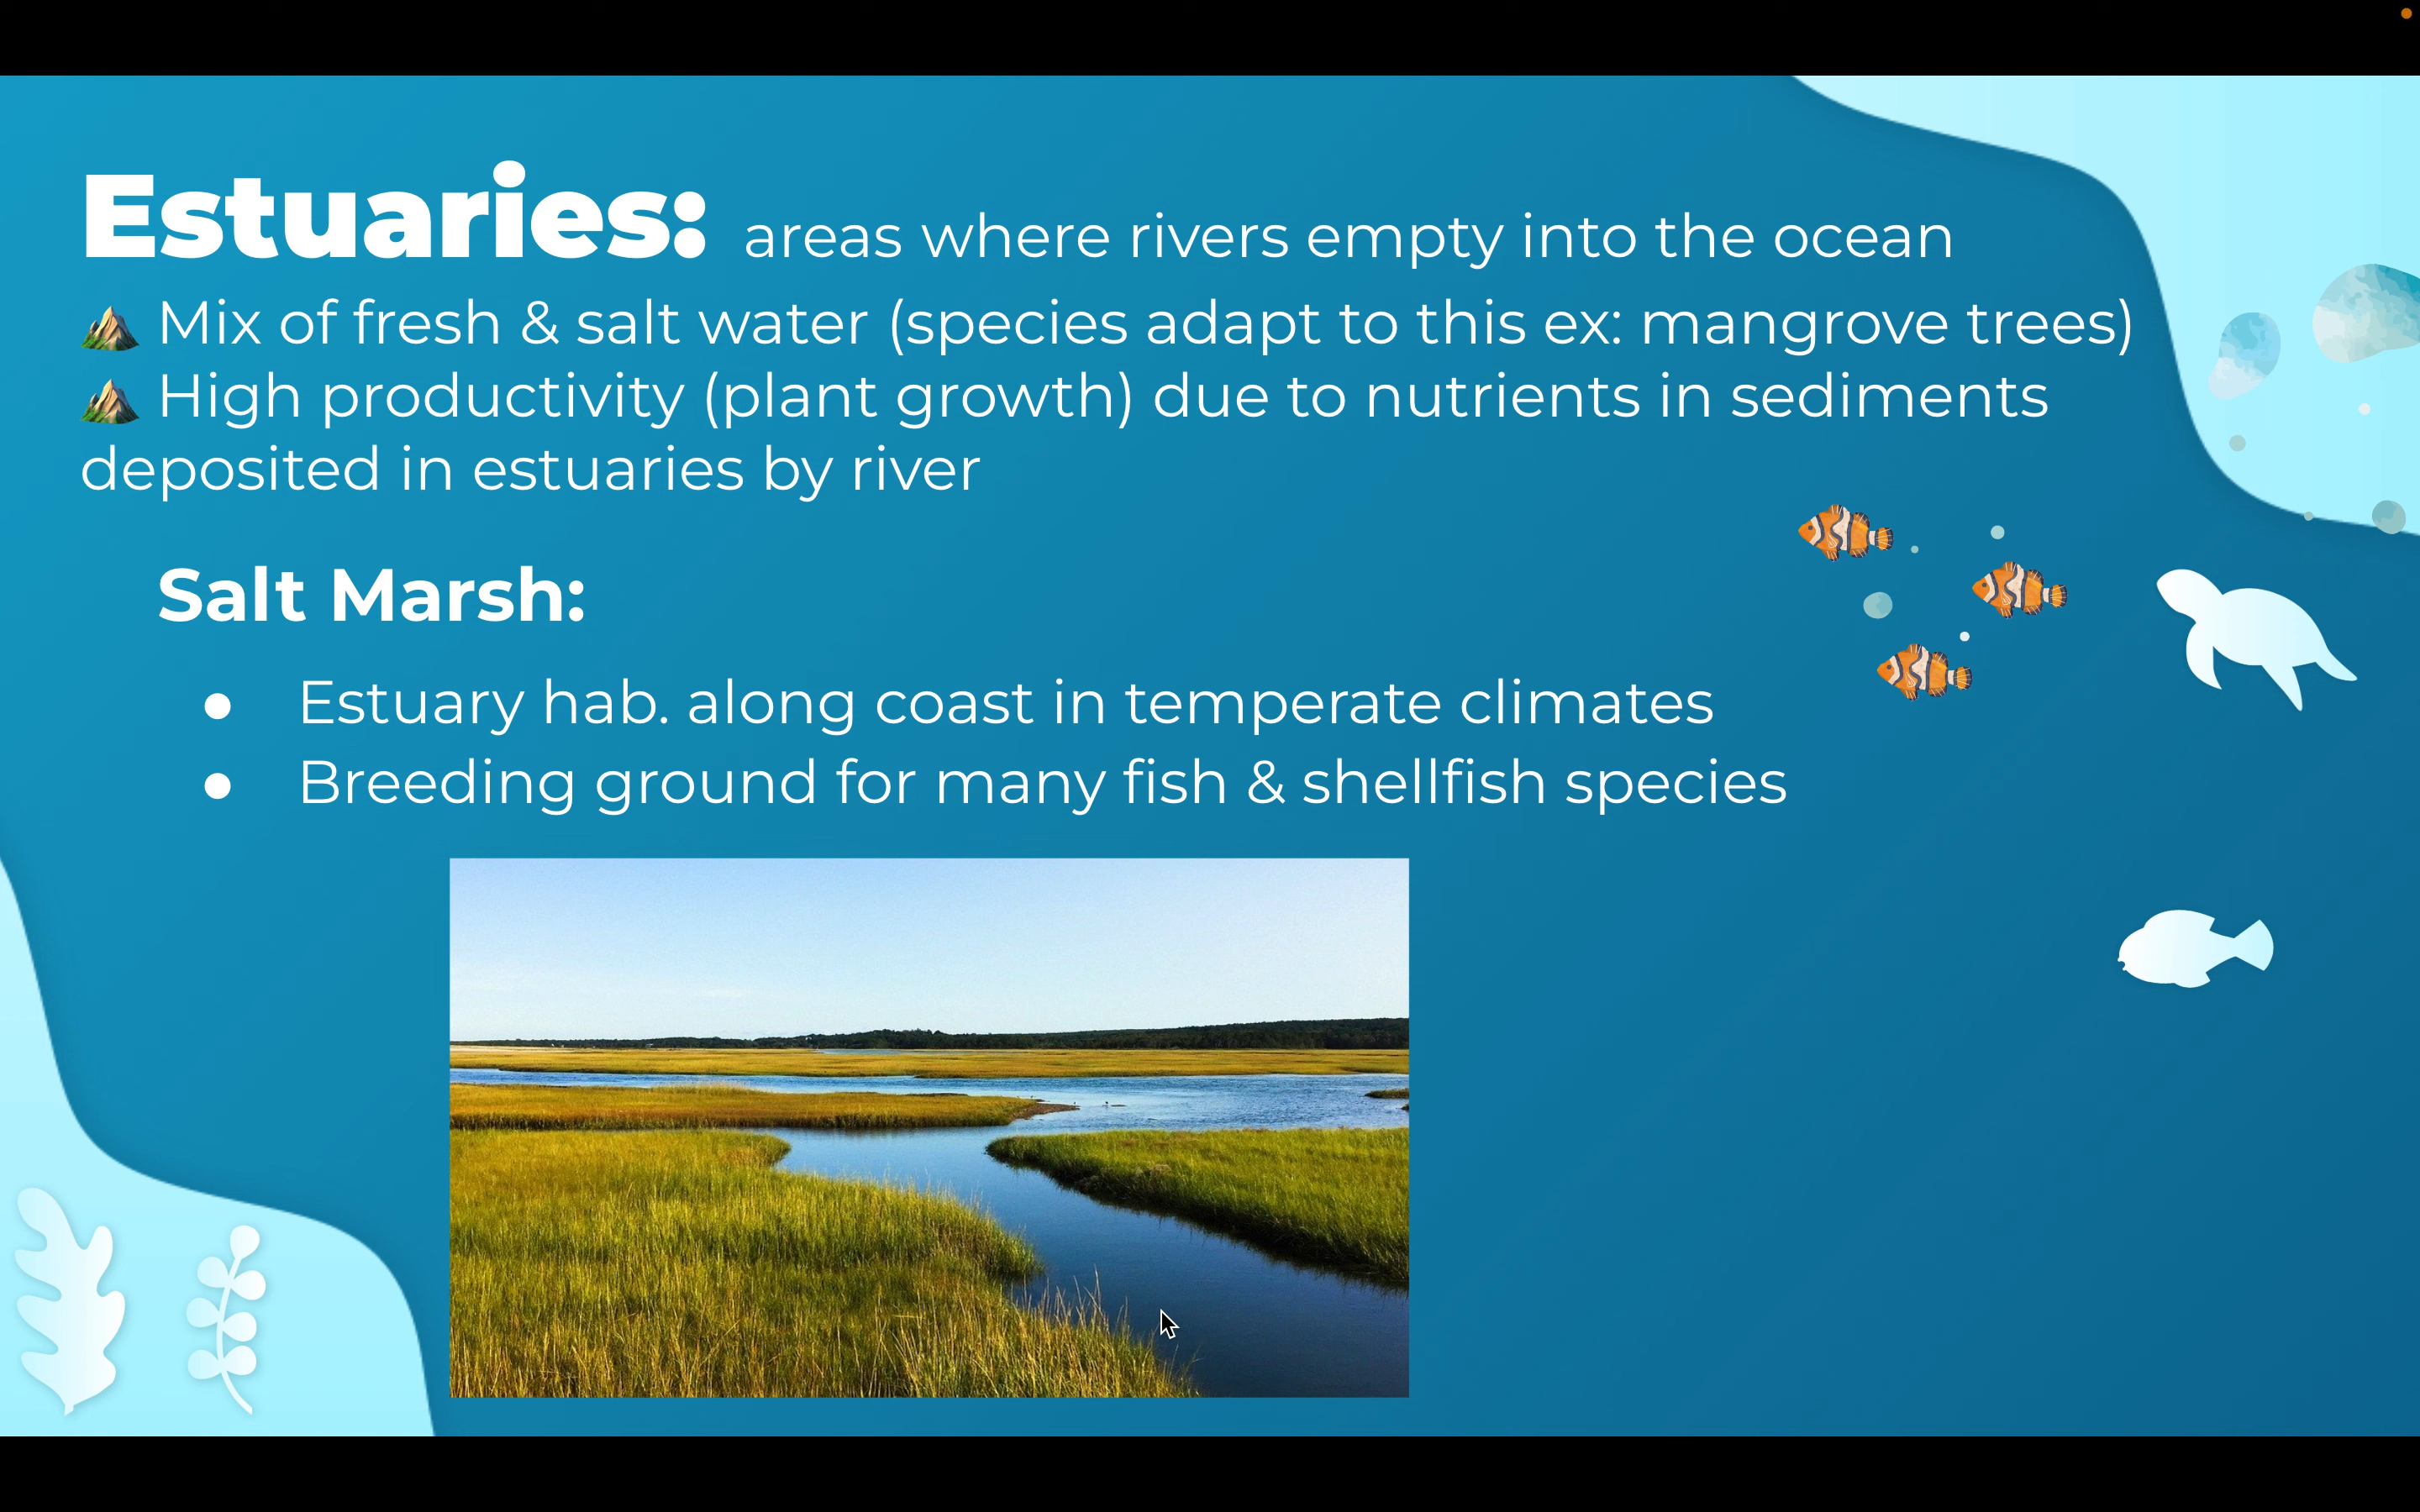 Estuaries: areas where rivers empty into the ocean
⛰️ Mix of fresh & salt water (species adapt to this ex: mangrove trees)
⛰️ High productivity (plant growth) due to nutrients in sediments
deposited in estuaries by river
Salt Marsh:
● Estuary hab. along coast in temperate climates
● Breeding ground for many fish & shellfish species